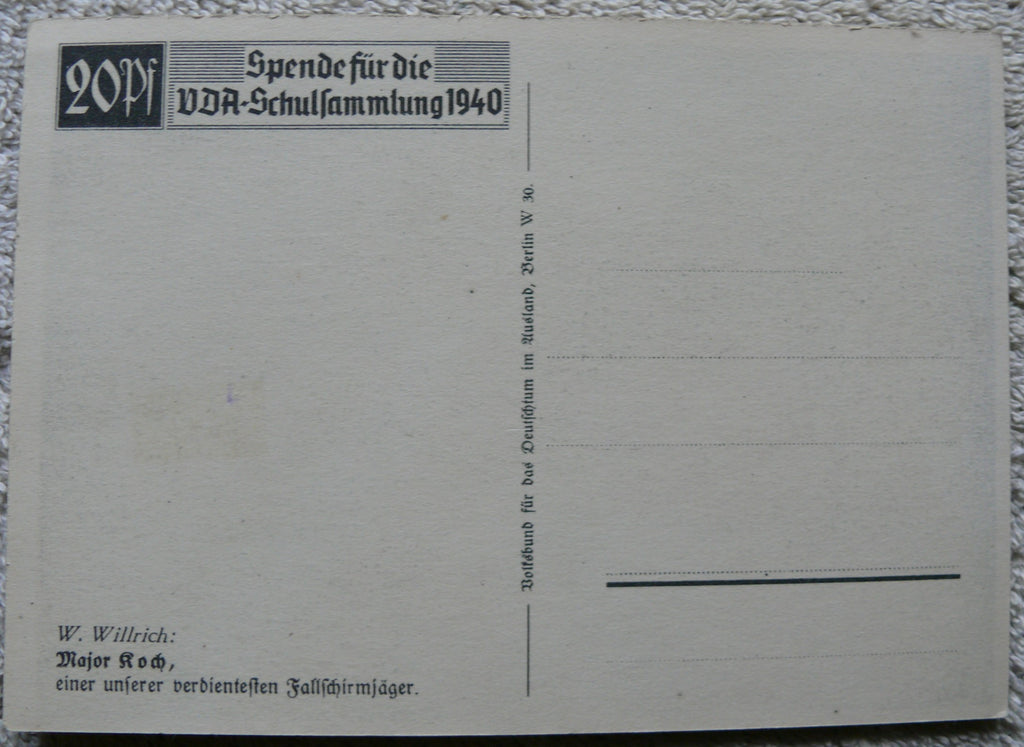 20Pf
Spende für die
VDA-Schulsammlung 1940
Volksbund für das Deutschtum im Ausland, Berlin W 30.
W. Willrich:
Major Koch,
einer unserer verdientesten Fallschirmjäger.